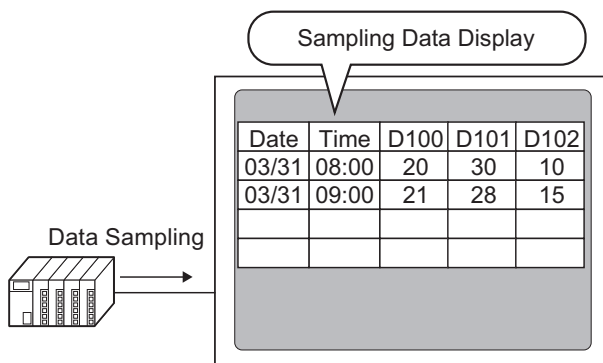 Sampling Data Display
Date Time D100 D101 D102
03/31 08:00 20 30 10
03/31 09:00 21 28 15
Data Sampling